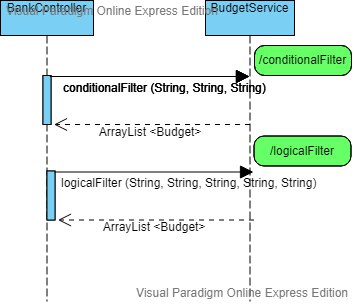 Visual Paradigm Online Express Edition
BankController
BudgetService
/conditionalFilter
conditionalFilter (String, String, String)
ArrayList <Budget>
/logicalFilter
logicalFilter (String, String, String, String, String)
ArrayList <Budget>
Visual Paradigm Online Express Edition